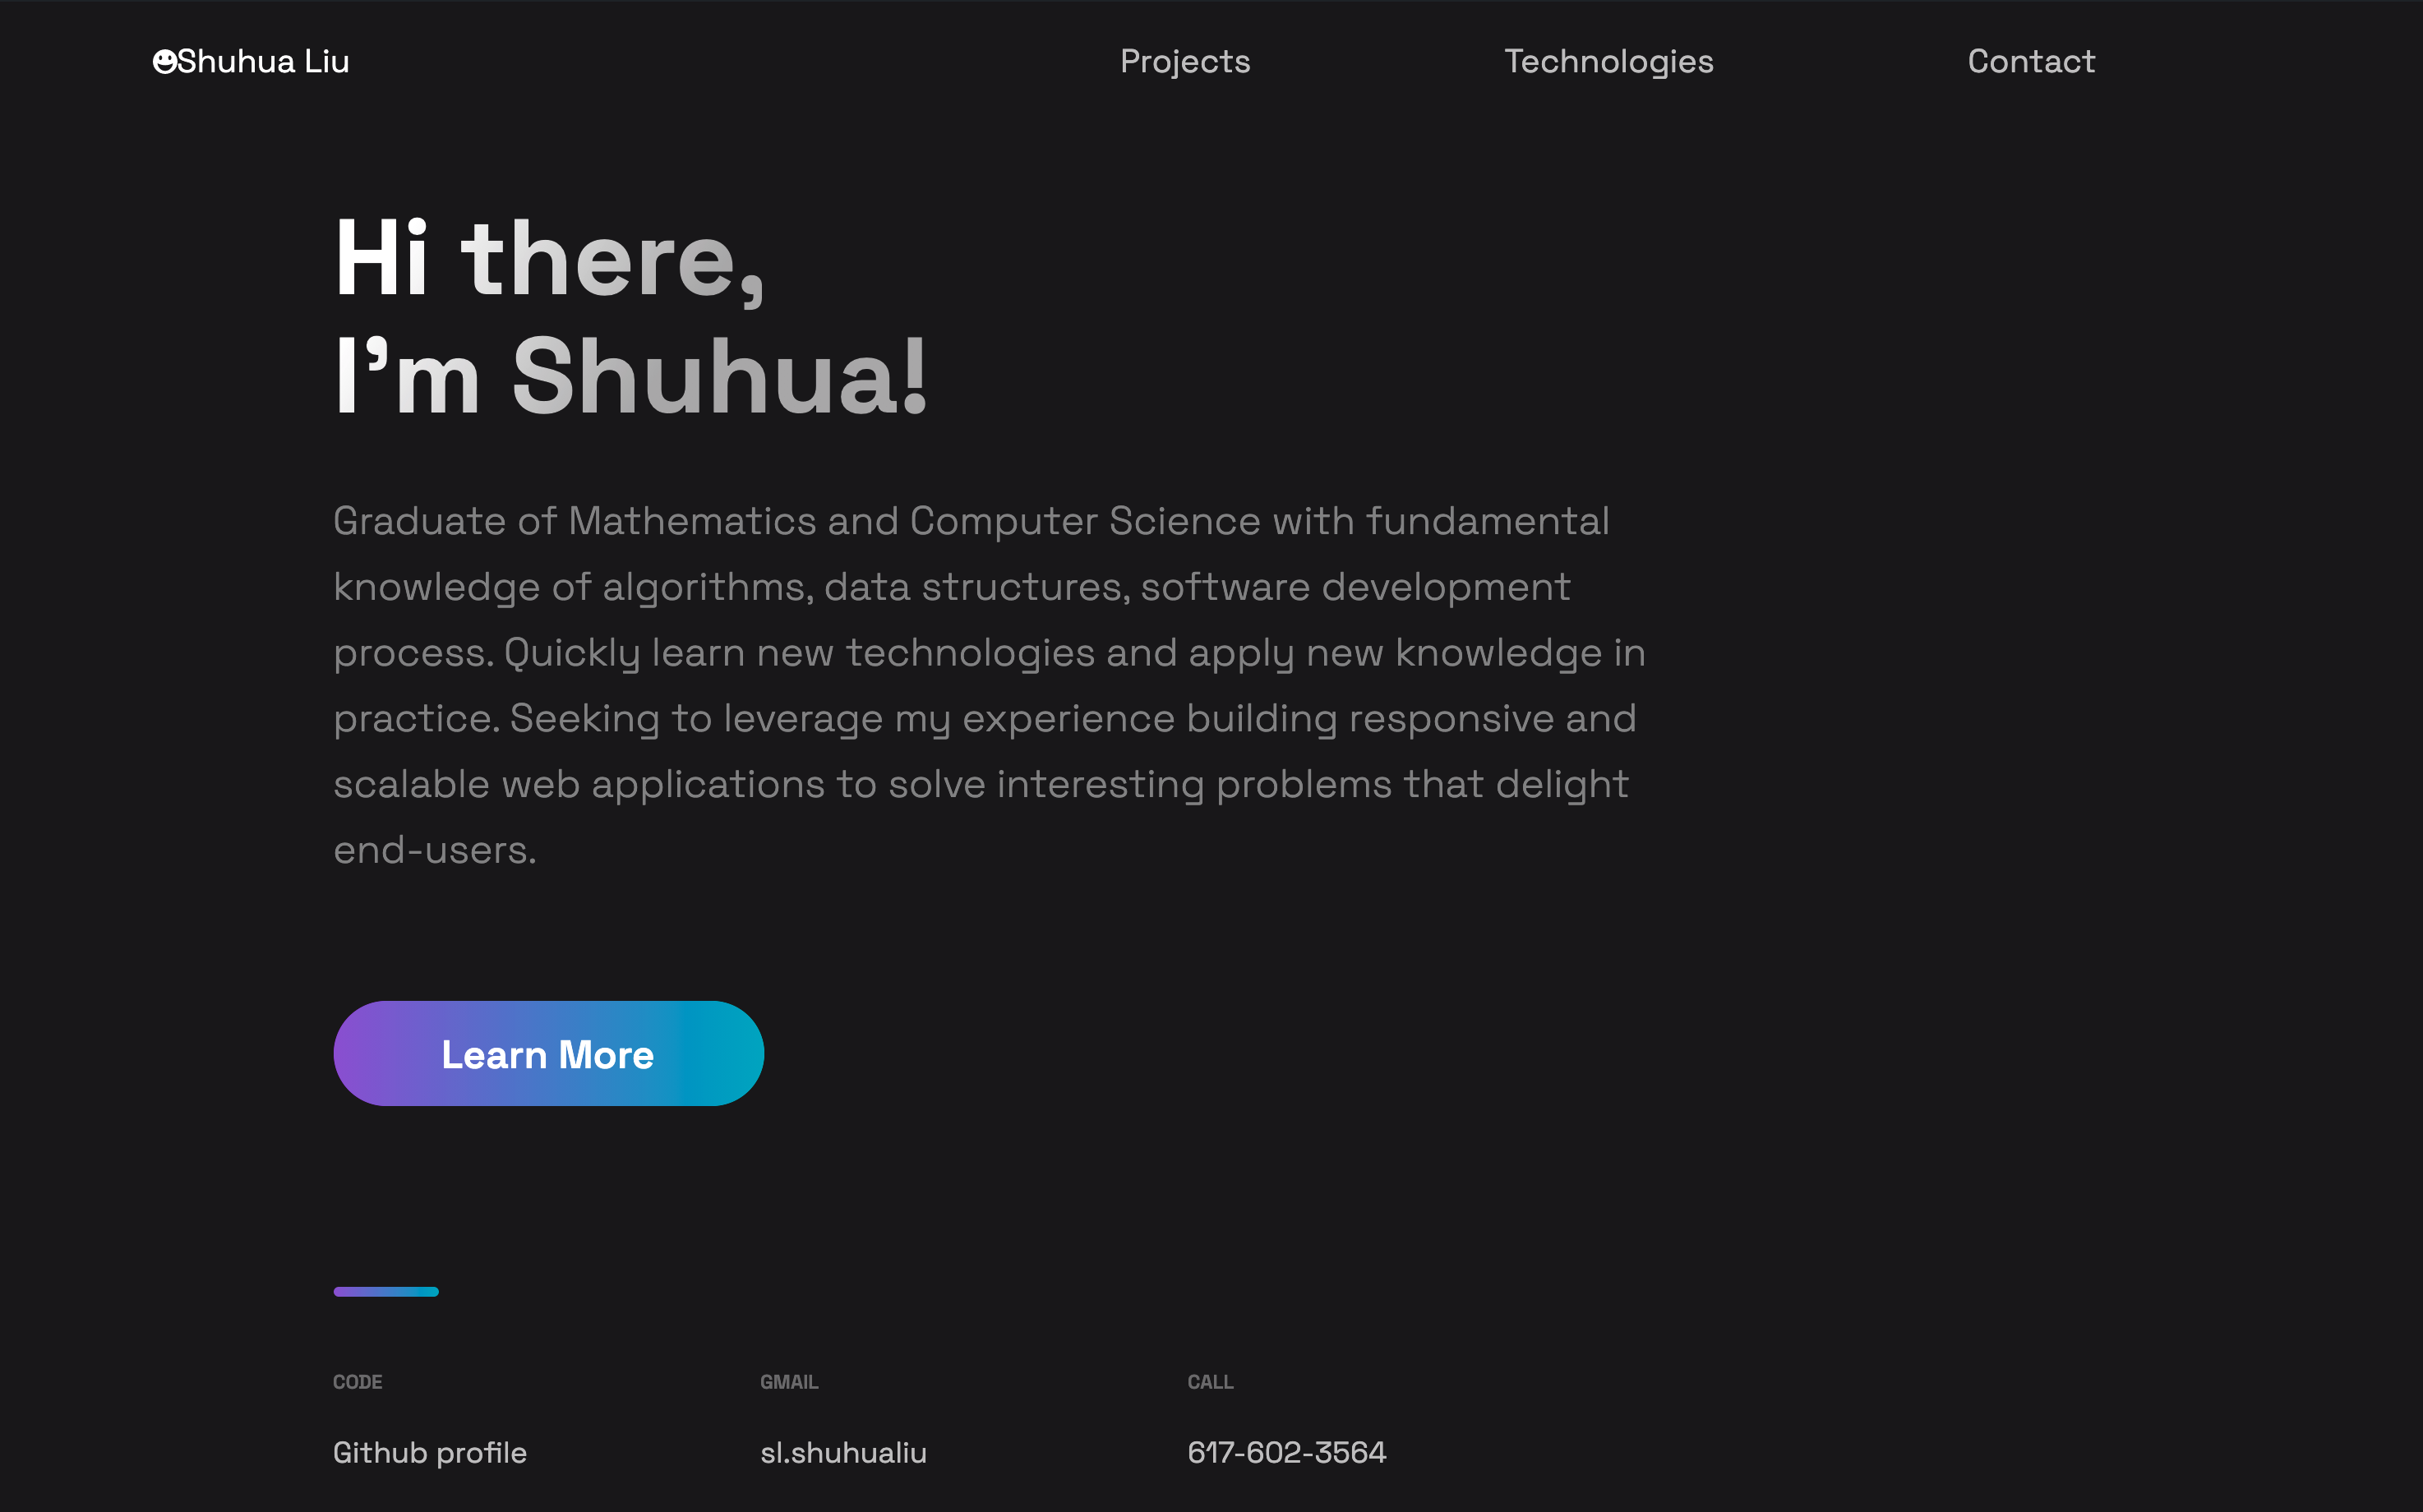 Shuhua Liu
Projects
Technologies
Contact
Hi there,
I'm Shuhua!
Graduate of Mathematics and Computer Science with fundamental
knowledge of algorithms, data structures, software development
process. Quickly learn new technologies and apply new knowledge in
practice. Seeking to leverage my experience building responsive and
scalable web applications to solve interesting problems that delight
end-users.
Learn More
CODE
Github profile
GMAIL
sl.shuhualiu
CALL
617-602-3564